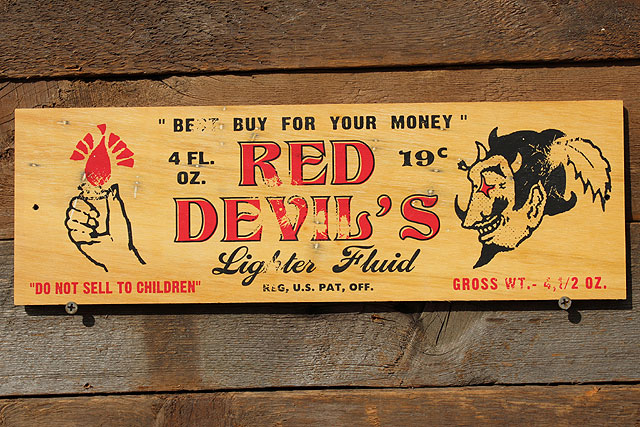 " BEST BUY FOR YOUR MONEY "
4 FL. OZ.
RED
19c
DEVIL'S
Lighter Fluid
REG, U.S. PAT, OFF.
"DO NOT SELL TO CHILDREN"
GROSS WT.- 4,1/2 OZ.